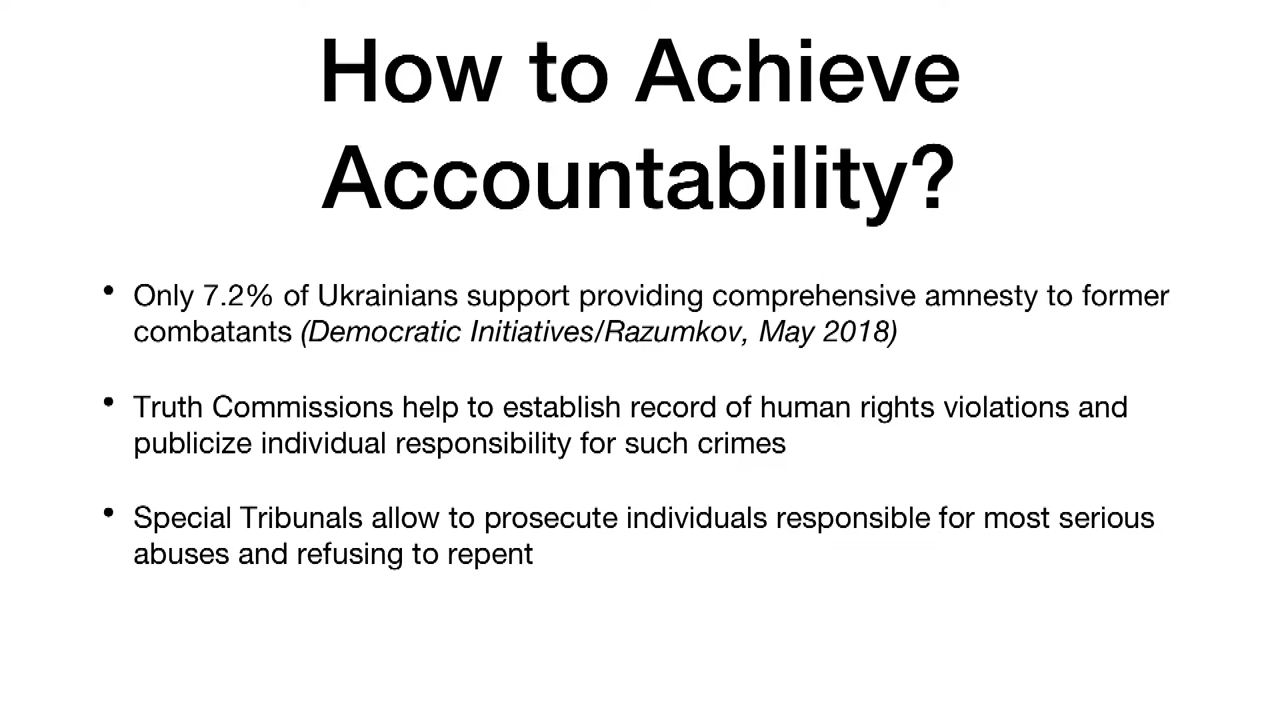 How to Achieve
Accountability?
• Only 7.2% of Ukrainians support providing comprehensive amnesty to former
combatants (Democratic Initiatives/Razumkov, May 2018)
• Truth Commissions help to establish record of human rights violations and
publicize individual responsibility for such crimes
• Special Tribunals allow to prosecute individuals responsible for most serious
abuses and refusing to repent